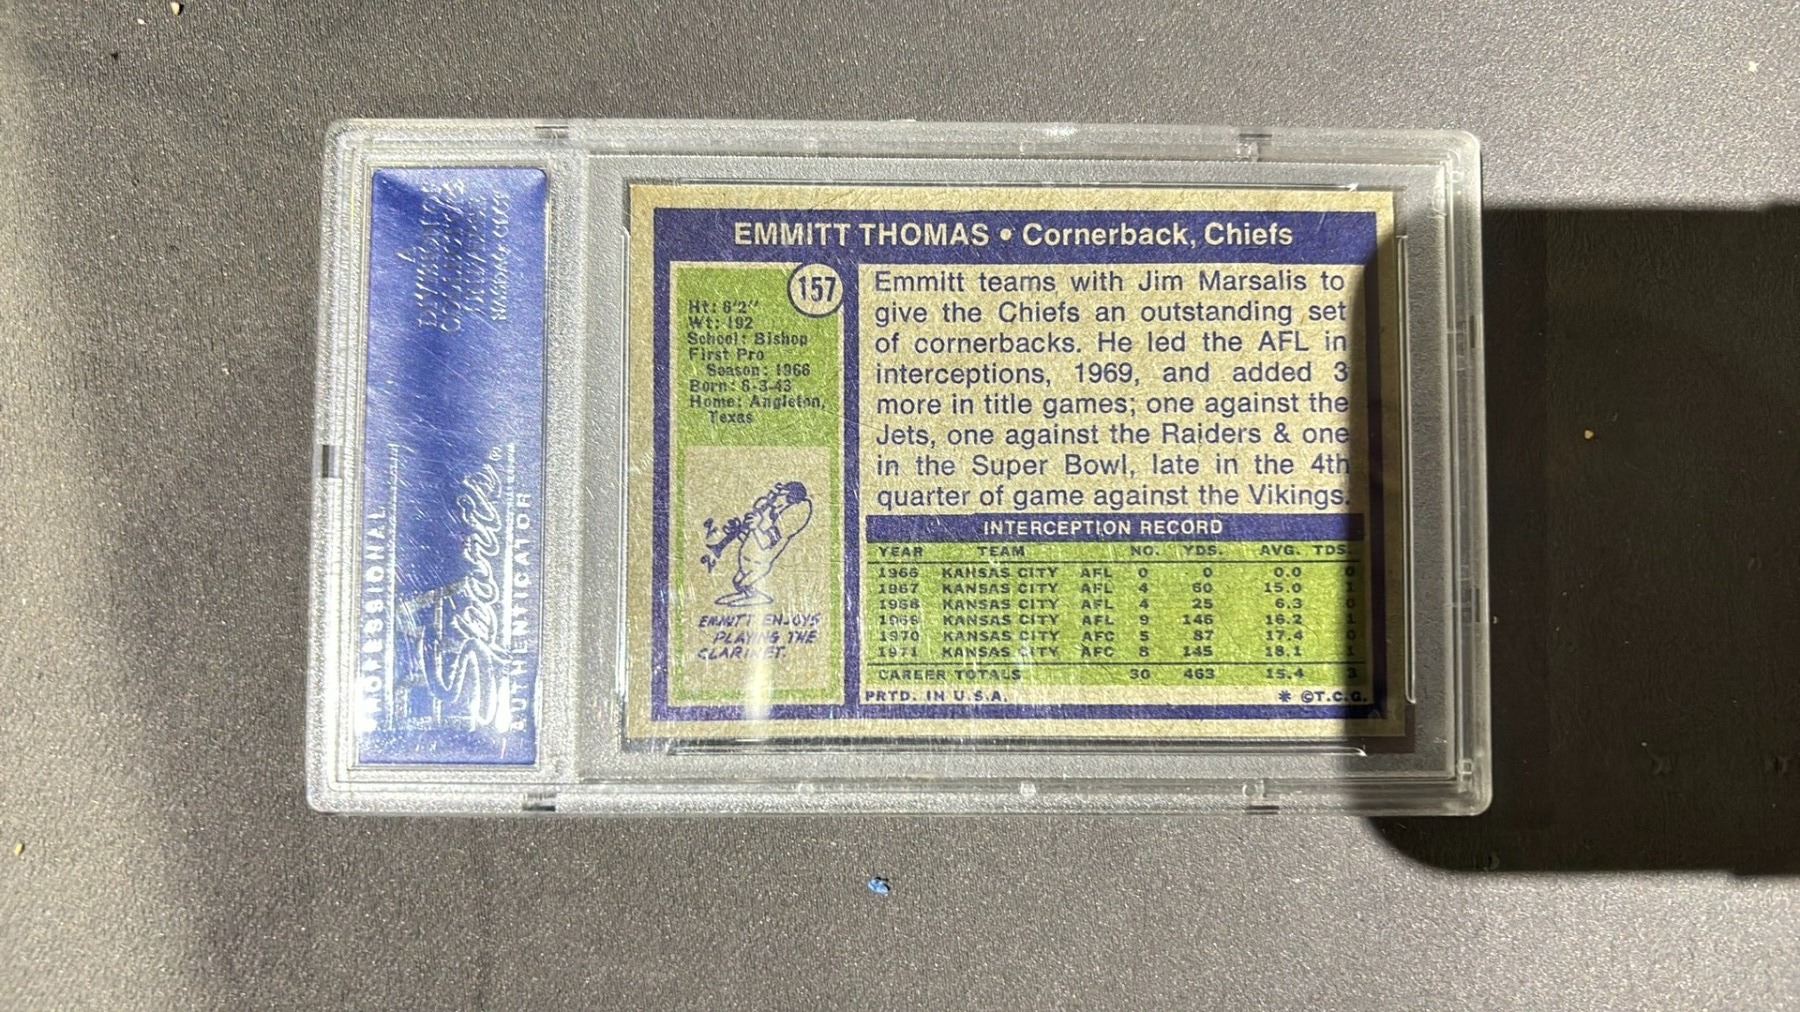 PROFESSIONAL
Sports®
AUTHENTICATOR
EMMITT THOMAS • Cornerback, Chiefs
157
Ht: 6'2"
Wt: 192
School: Bishop
First Pro
Season: 1966
Born: 6-3-43
Home: Angleton,
Texas
EMMITT ENJOYS
PLAYING THE
CLARINET.
Emmitt teams with Jim Marsalis to
give the Chiefs an outstanding set
of cornerbacks. He led the AFL in
interceptions, 1969, and added 3
more in title games; one against the
Jets, one against the Raiders & one
in the Super Bowl, late in the 4th
quarter of game against the Vikings.
INTERCEPTION RECORD
YEAR TEAM NO. YDS. AVG. TDS.
1966 KANSAS CITY AFL 0 0 0.0 0
1967 KANSAS CITY AFL 4 60 15.0 1
1968 KANSAS CITY AFL 4 25 6.3 0
1969 KANSAS CITY AFL 9 146 16.2 1
1970 KANSAS CITY AFC 5 87 17.4 0
1971 KANSAS CITY AFC 8 145 18.1 1
CAREER TOTALS 30 463 15.4 3
PRTD. IN U.S.A. * ©T.C.G.